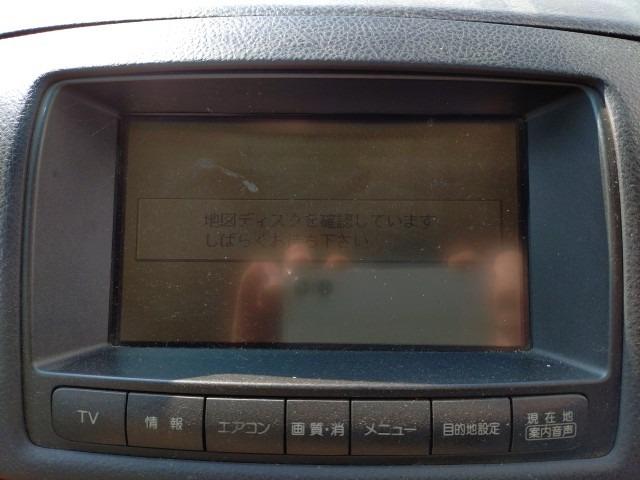 地図ディスクを確認しています
しばらくお待ち下さい
TV
情報
エアコン
画質・消
メニュー
目的地設定
現在地
案内音声